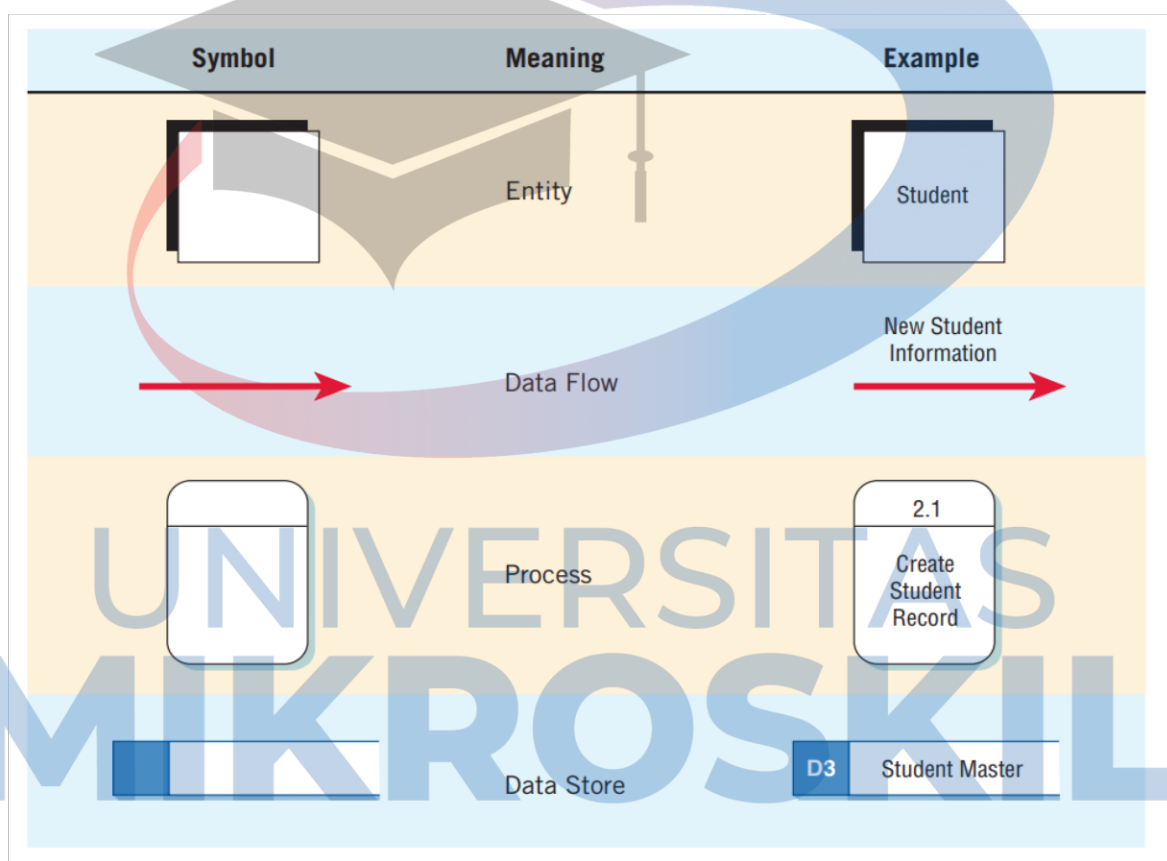 Symbol Meaning Example
Entity
Student
Data Flow
New Student
Information
Process
2.1
Create
Student
Record
Data Store
D3 Student Master
UNIVERSITAS
MIKROSKIL